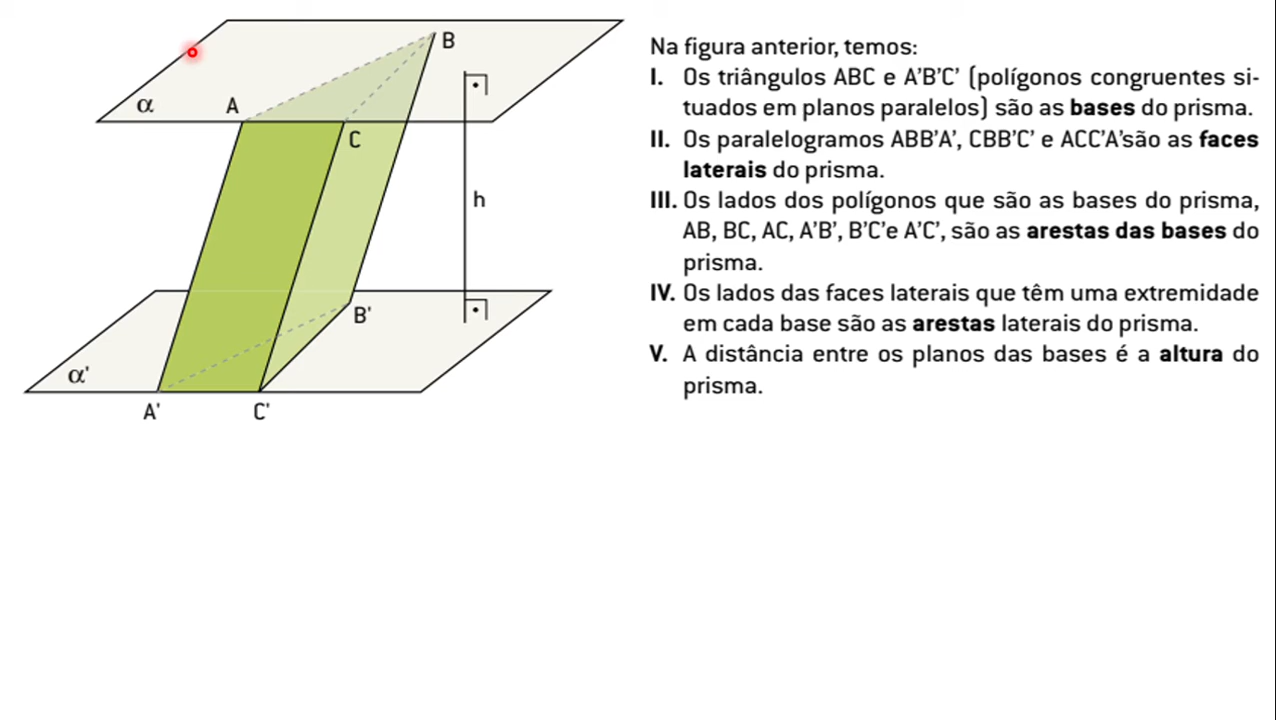 B
α
A
C
h
B'
α'
A'
C'
Na figura anterior, temos:
I. Os triângulos ABC e A’B’C’ (polígonos congruentes si-
tuados em planos paralelos) são as bases do prisma.
II. Os paralelogramos ABB’A’, CBB’C’ e ACC’A’são as faces
laterais do prisma.
III. Os lados dos polígonos que são as bases do prisma,
AB, BC, AC, A’B’, B’C’e A’C’, são as arestas das bases do
prisma.
IV. Os lados das faces laterais que têm uma extremidade
em cada base são as arestas laterais do prisma.
V. A distância entre os planos das bases é a altura do
prisma.